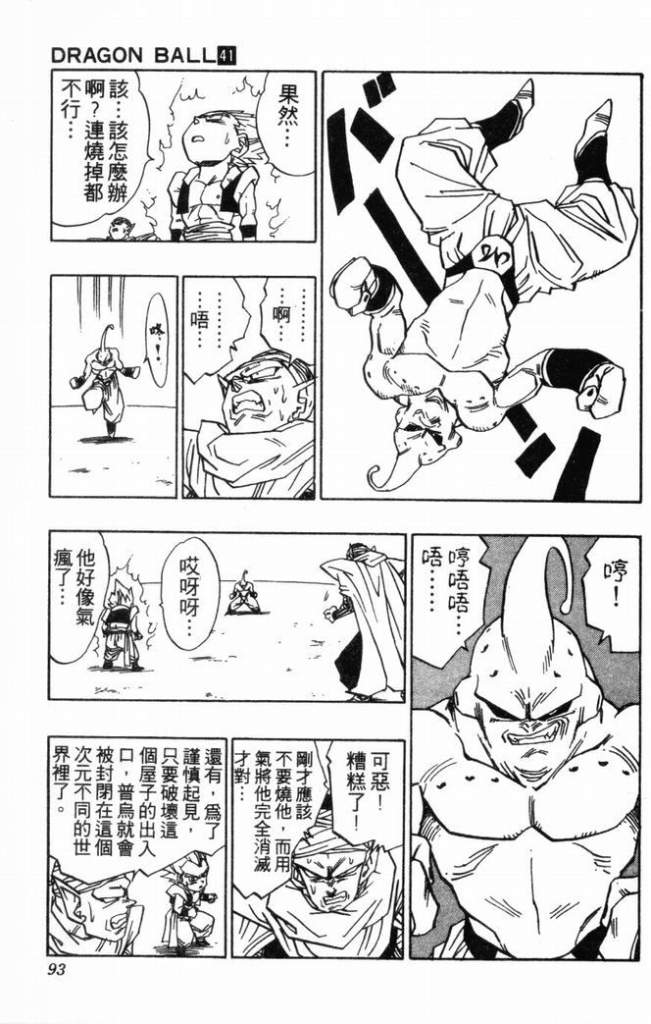 DRAGON BALL 41
果然…
該…該怎麼辦
啊？連燒掉都
不行…
………
啊………
………
唔………
咚！
哼！
哼唔唔…
唔……
哎呀呀…
他好像氣
瘋了…
可惡！
糟糕了！
剛才應該
不要燒他，而用
氣將他完全消滅
才對…
還有，為了
謹慎起見，
只要破壞這
個屋子的出入
口，普烏就會
被封閉在這個
次元不同的世
界裡了。
93